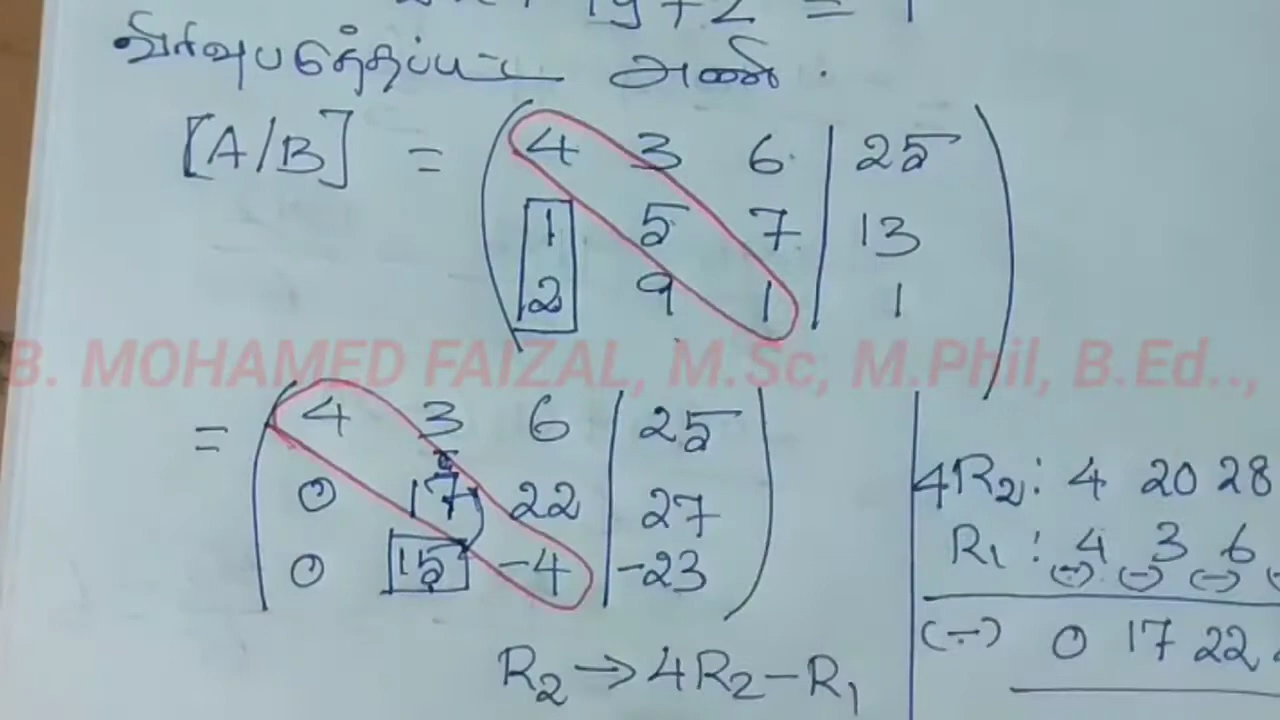 + 9y + z = 1
விரிவுபடுத்தப்பட்ட அணி.
[A/B] = ( 4 3 6 | 25 )
1 5 7 | 13
2 9 1 | 1
B. MOHAMED FAIZAL, M.Sc, M.Phil, B.Ed..,
= ( 4 3 6 | 25 )
0 17 22 | 27
0 15 -4 | -23
R2 → 4R2 - R1
4R2 : 4 20 28
R1 : 4 3 6
(-) (-) (-)
(-) 0 17 22